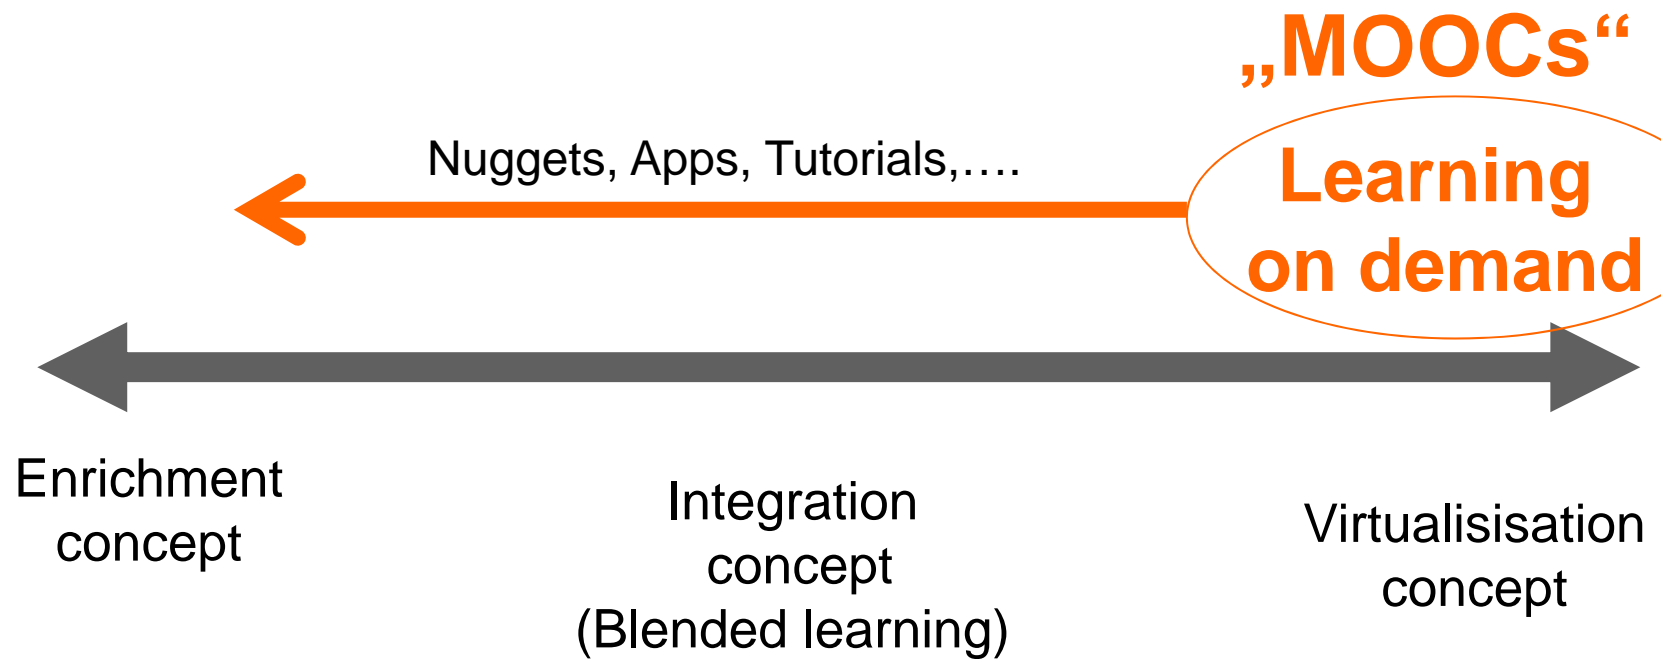 „MOOCs“
Nuggets, Apps, Tutorials,….
Learning
on demand
Enrichment
concept
Integration
concept
(Blended learning)
Virtualisisation
concept